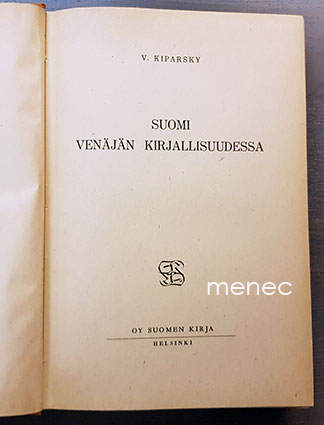 V. KIPARSKY
SUOMI
VENÄJÄN KIRJALLISUUDESSA
menec
OY SUOMEN KIRJA
HELSINKI